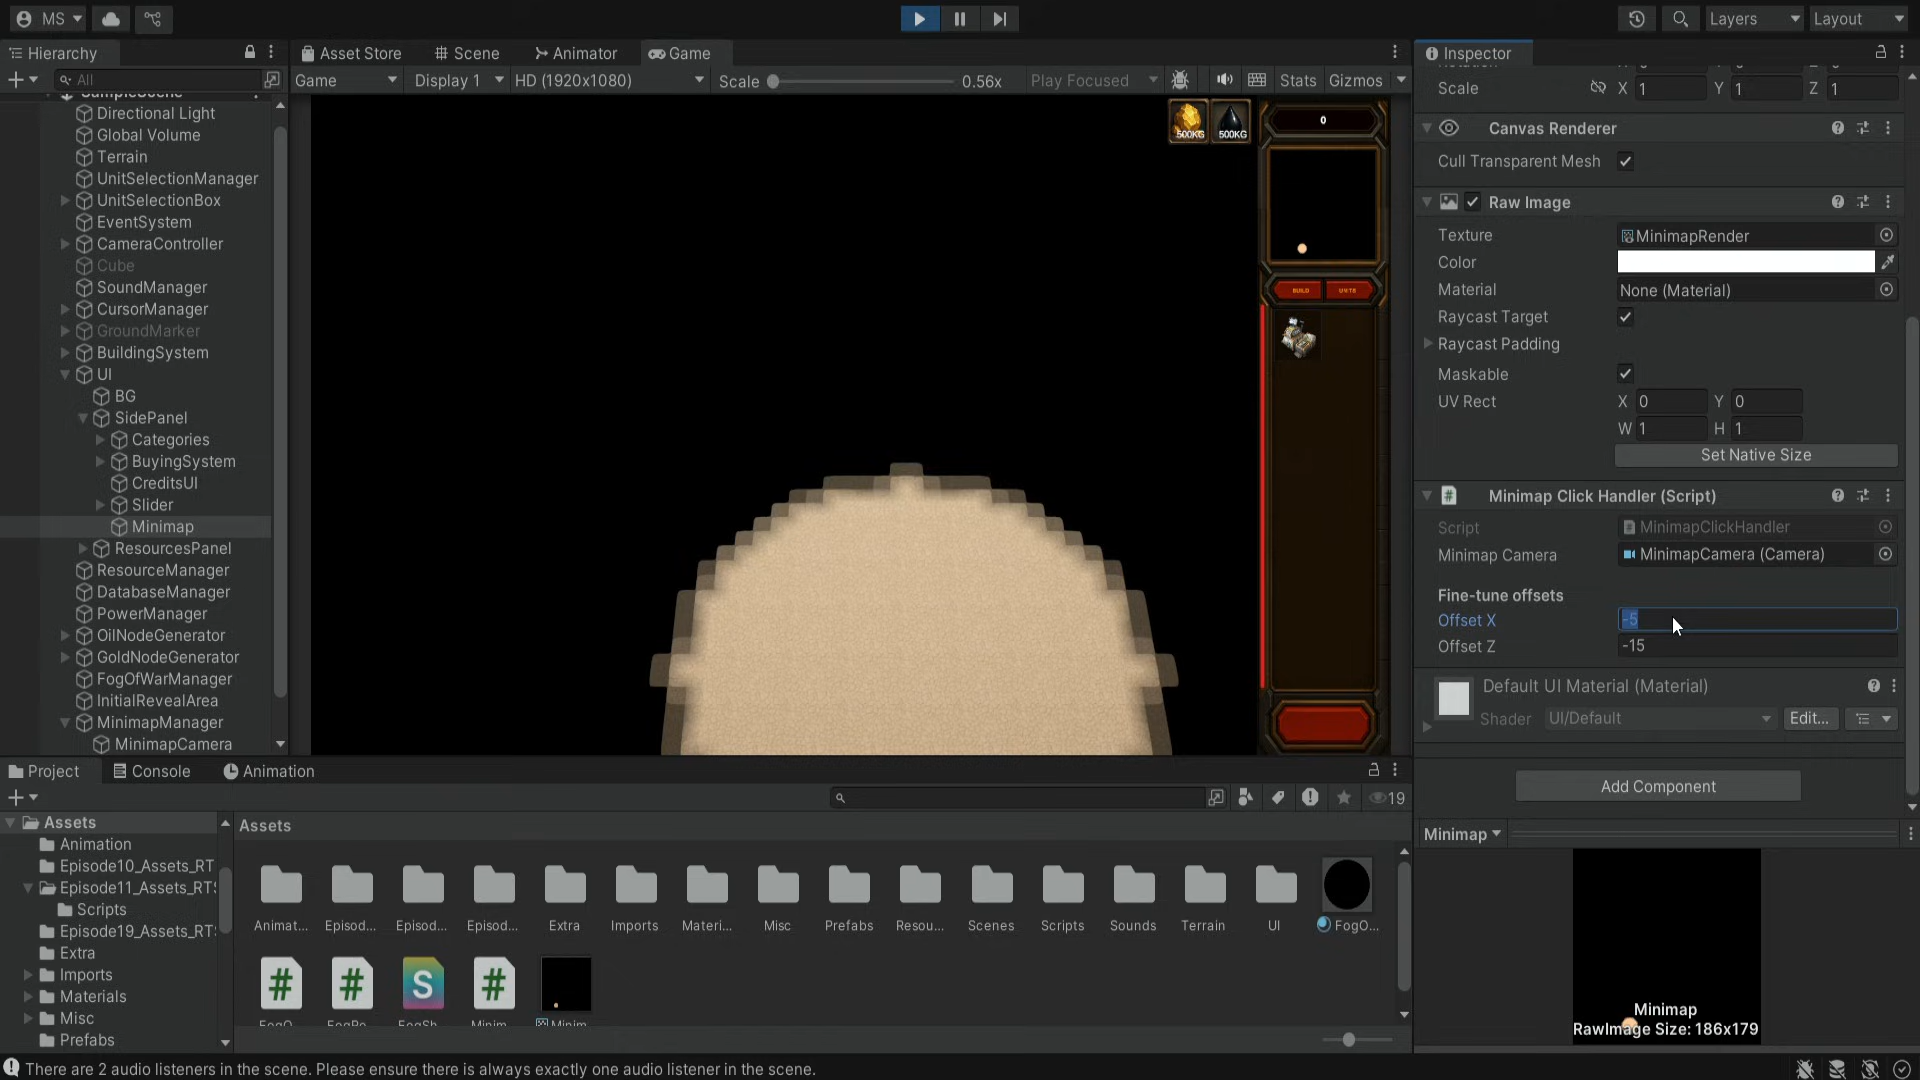 MS
Layers
Layout
Hierarchy
All
Directional Light
Global Volume
Terrain
UnitSelectionManager
UnitSelectionBox
EventSystem
CameraController
Cube
SoundManager
CursorManager
GroundMarker
BuildingSystem
UI
BG
SidePanel
Categories
BuyingSystem
CreditsUI
Slider
Minimap
ResourcesPanel
ResourceManager
DatabaseManager
PowerManager
OilNodeGenerator
GoldNodeGenerator
FogOfWarManager
InitialRevealArea
MinimapManager
MinimapCamera
Asset Store
Scene
Animator
Game
Game
Display 1
HD (1920x1080)
Scale
0.56x
Play Focused
Stats
Gizmos
500KG
500KG
0
BUILD
UNITS
Inspector
Scale
X 1
Y 1
Z 1
Canvas Renderer
Cull Transparent Mesh
Raw Image
Texture
MinimapRender
Color
Material
None (Material)
Raycast Target
Raycast Padding
Maskable
UV Rect
X 0
Y 0
W 1
H 1
Set Native Size
# Minimap Click Handler (Script)
Script
MinimapClickHandler
Minimap Camera
MinimapCamera (Camera)
Fine-tune offsets
Offset X
-5
Offset Z
-15
Default UI Material (Material)
Shader
UI/Default
Edit...
Add Component
Minimap
Minimap
RawImage Size: 186x179
Project
Console
Animation
19
Assets
Animation
Episode10_Assets_RT
Episode11_Assets_RTS
Scripts
Episode19_Assets_RTS
Extra
Imports
Materials
Misc
Prefabs
Assets
Animat...
Episod...
Episod...
Episod...
Extra
Imports
Materi...
Misc
Prefabs
Resou...
Scenes
Scripts
Sounds
Terrain
UI
FogO...
#
#
S
#
FogO...
FogRe...
FogSh...
Minim...
Minim...
There are 2 audio listeners in the scene. Please ensure there is always exactly one audio listener in the scene.